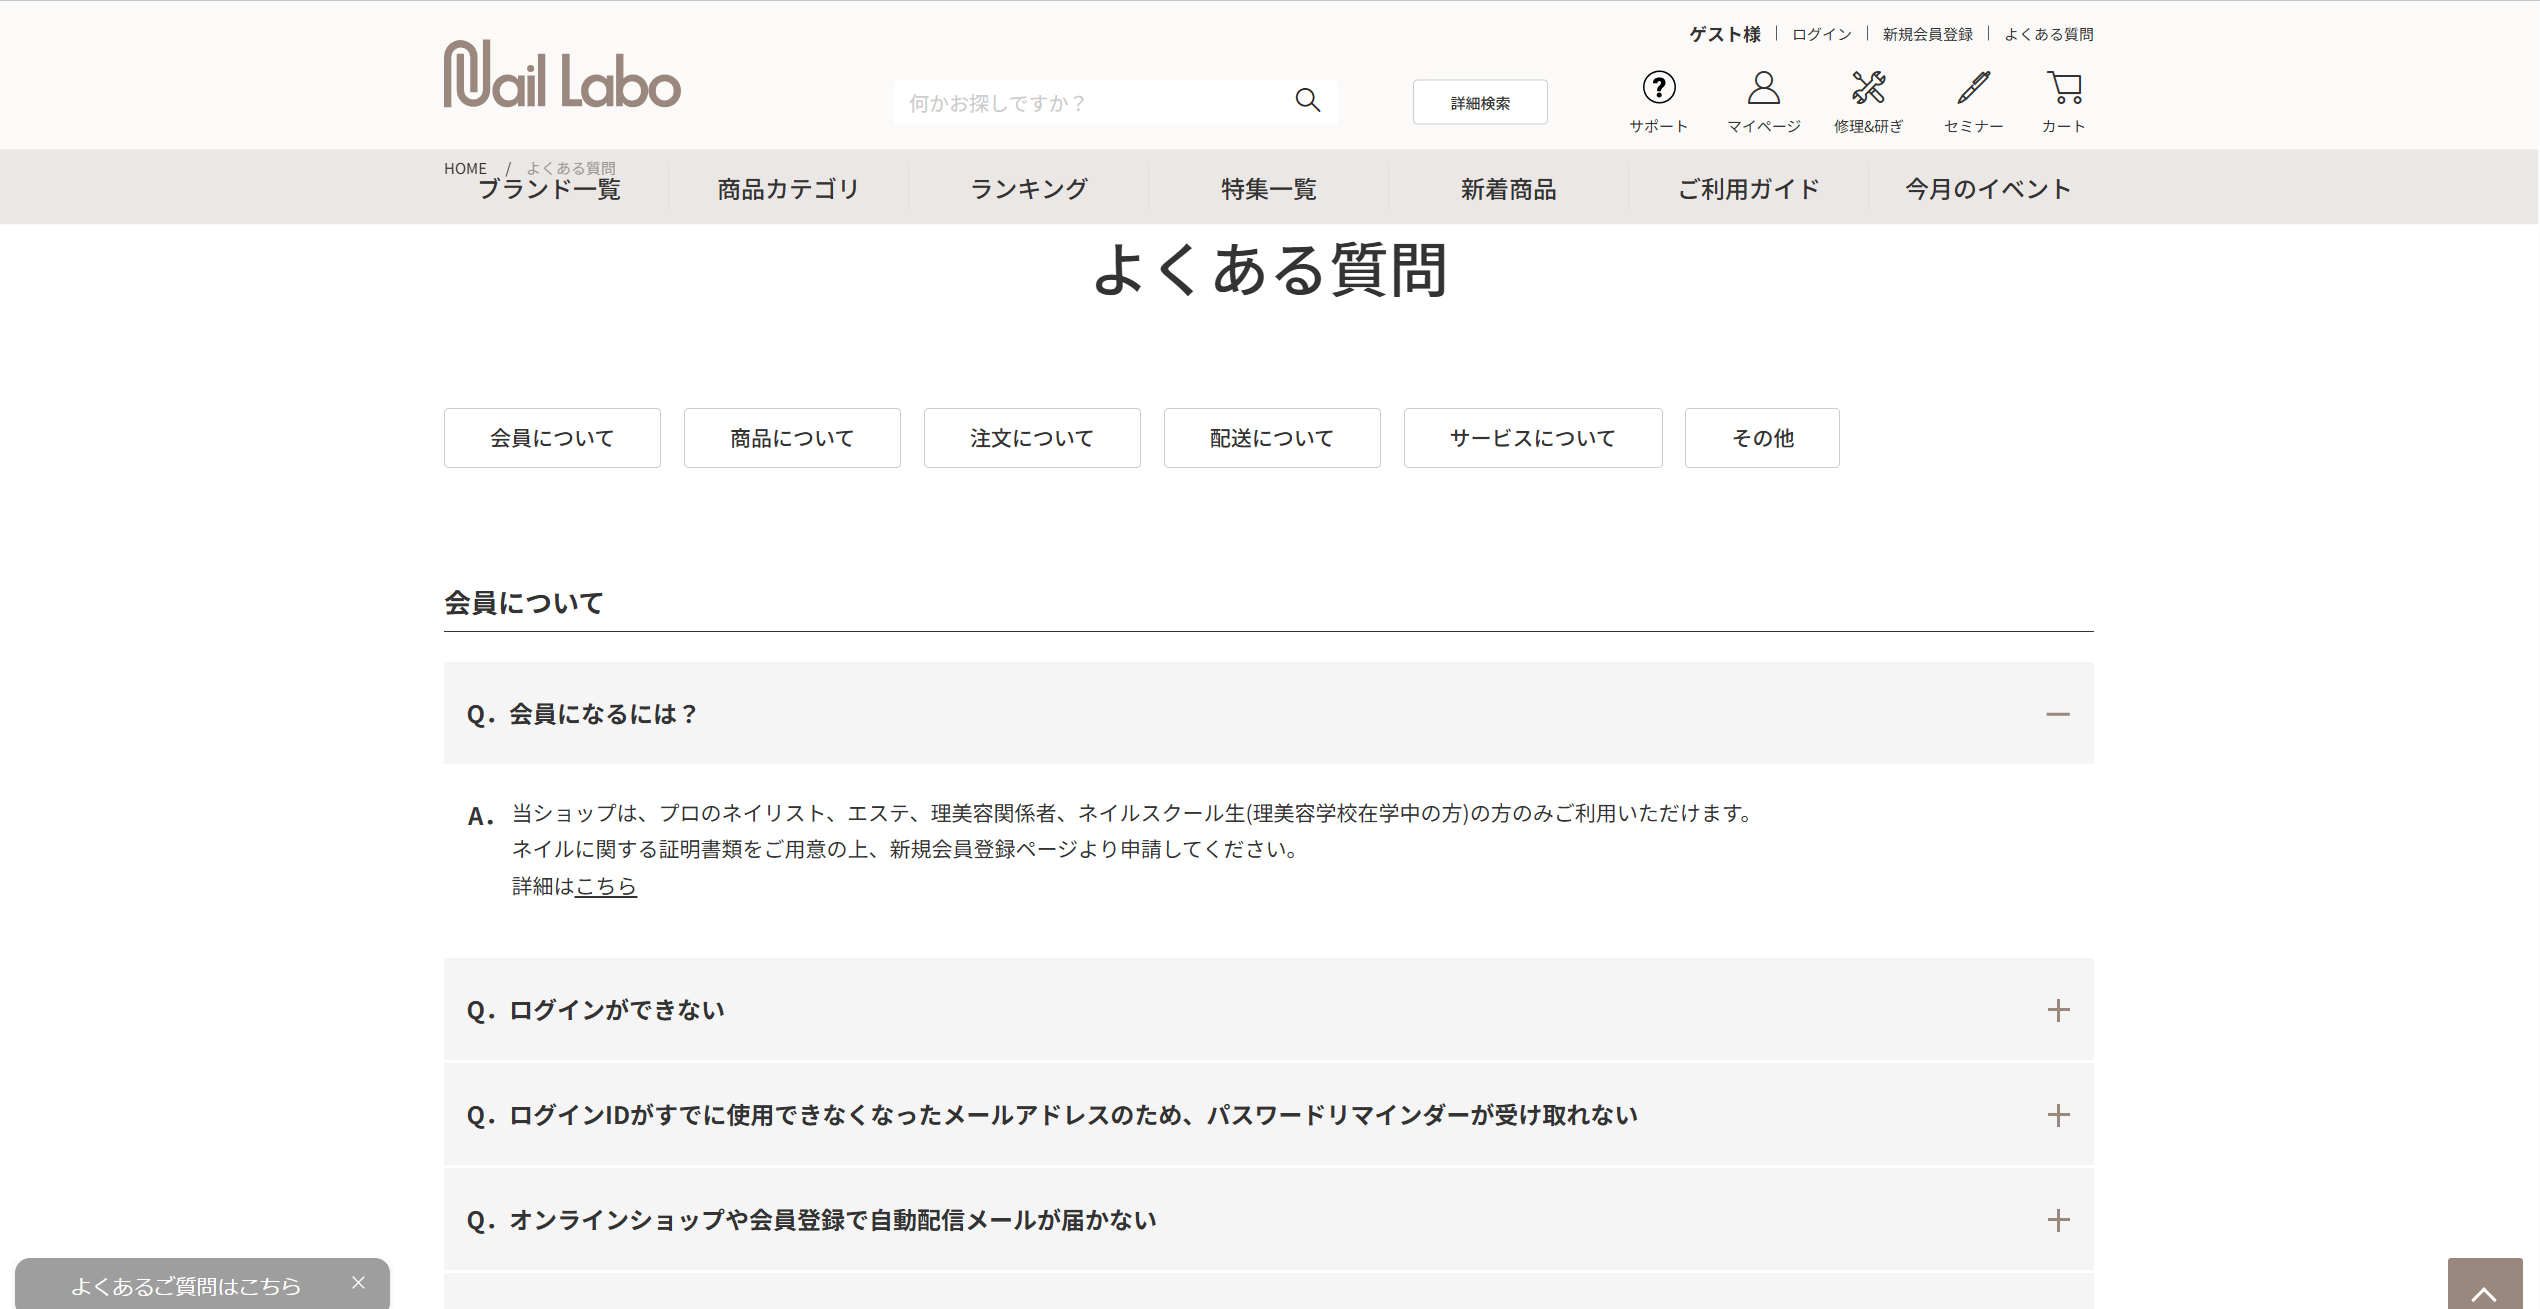 ゲスト様 ログイン 新規会員登録 よくある質問
Nail Labo
何かお探しですか？
詳細検索
サポート マイページ 修理&研ぎ セミナー カート
HOME / よくある質問
ブランド一覧 商品カテゴリ ランキング 特集一覧 新着商品 ご利用ガイド 今月のイベント
よくある質問
会員について 商品について 注文について 配送について サービスについて その他
会員について
Q. 会員になるには？
A. 当ショップは、プロのネイリスト、エステ、理美容関係者、ネイルスクール生(理美容学校在学中の方)の方のみご利用いただけます。
ネイルに関する証明書類をご用意の上、新規会員登録ページより申請してください。
詳細はこちら
Q. ログインができない
Q. ログインIDがすでに使用できなくなったメールアドレスのため、パスワードリマインダーが受け取れない
Q. オンラインショップや会員登録で自動配信メールが届かない
よくあるご質問はこちら ×